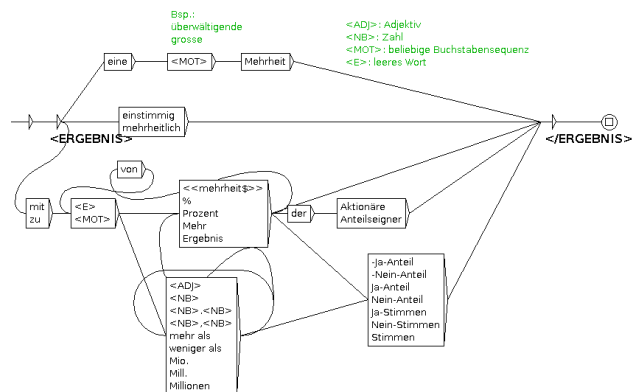 Bsp.:
überwältigende
grosse
<ADJ>: Adjektiv
<NB>: Zahl
<MOT>: beliebige Buchstabensequenz
<E>: leeres Wort
eine
<MOT>
Mehrheit
einstimmig
mehrheitlich
<ERGEBNIS>
</ERGEBNIS>
von
mit
zu
<E>
<MOT>
<<mehrheit$>>
%
Prozent
Mehr
Ergebnis
der
Aktionäre
Anteilseigner
<ADJ>
<NB>
<NB>.<NB>
<NB>,<NB>
mehr als
weniger als
Mio.
Mill.
Millionen
-Ja-Anteil
-Nein-Anteil
Ja-Anteil
Nein-Anteil
Ja-Stimmen
Nein-Stimmen
Stimmen